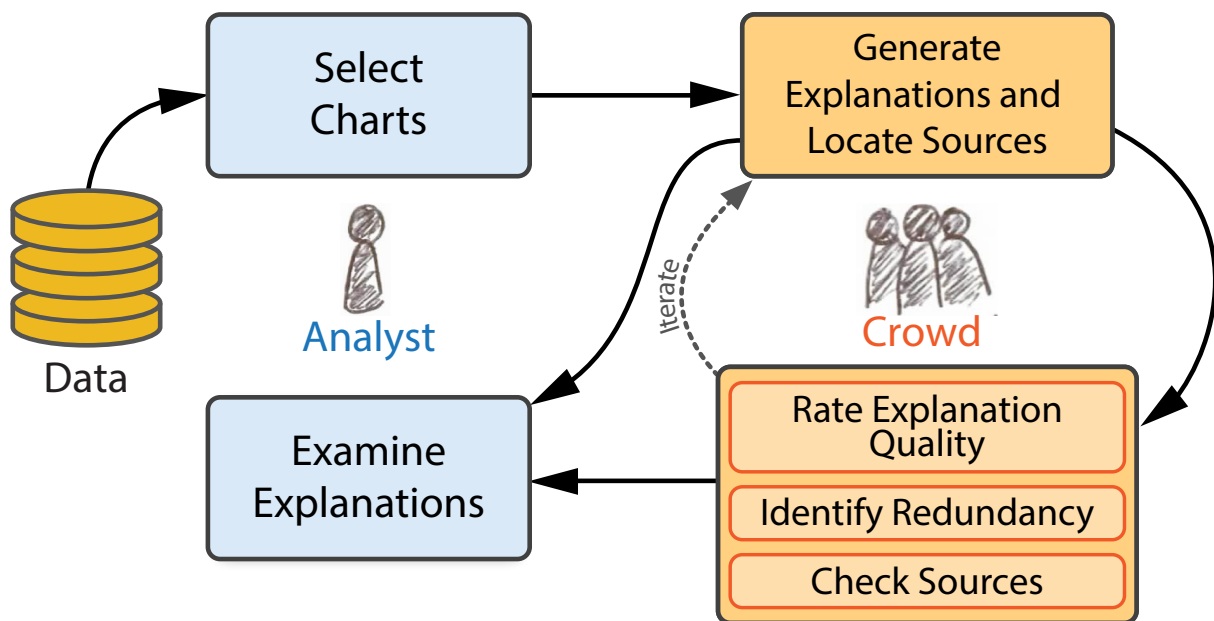 Select
Charts
Generate
Explanations and
Locate Sources
Iterate
Analyst
Crowd
Data
Examine
Explanations
Rate Explanation
Quality
Identify Redundancy
Check Sources